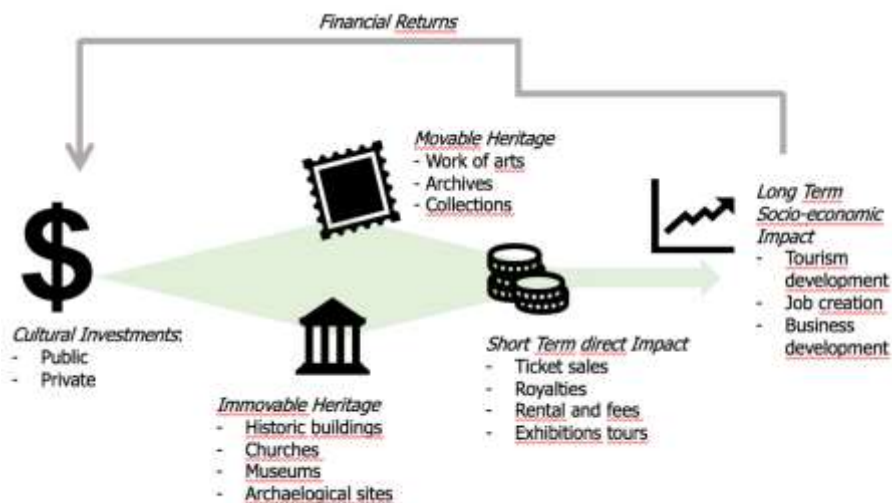 Financial Returns
Movable Heritage
- Work of arts
- Archives
- Collections
Long Term
Socio-economic
Impact
- Tourism
development
- Job creation
- Business
development
$
Cultural Investments:
- Public
- Private
Short Term direct Impact
- Ticket sales
- Royalties
- Rental and fees
- Exhibitions tours
Immovable Heritage
- Historic buildings
- Churches
- Museums
- Archaelogical sites